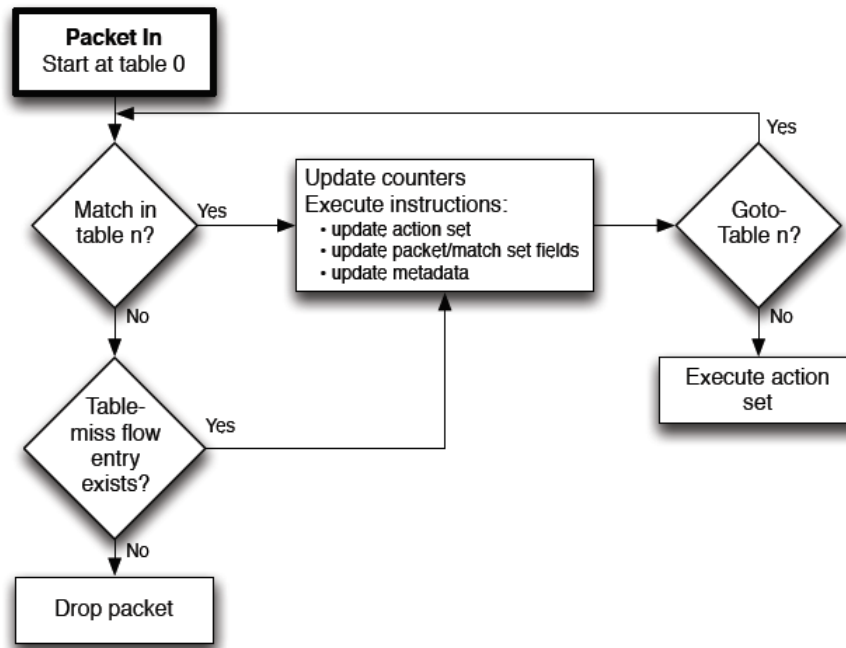 Packet In
Start at table 0
Yes
Match in
table n?
Yes
Update counters
Execute instructions:
• update action set
• update packet/match set fields
• update metadata
Goto-
Table n?
No
No
Execute action
set
Table-
miss flow
entry
exists?
Yes
No
Drop packet